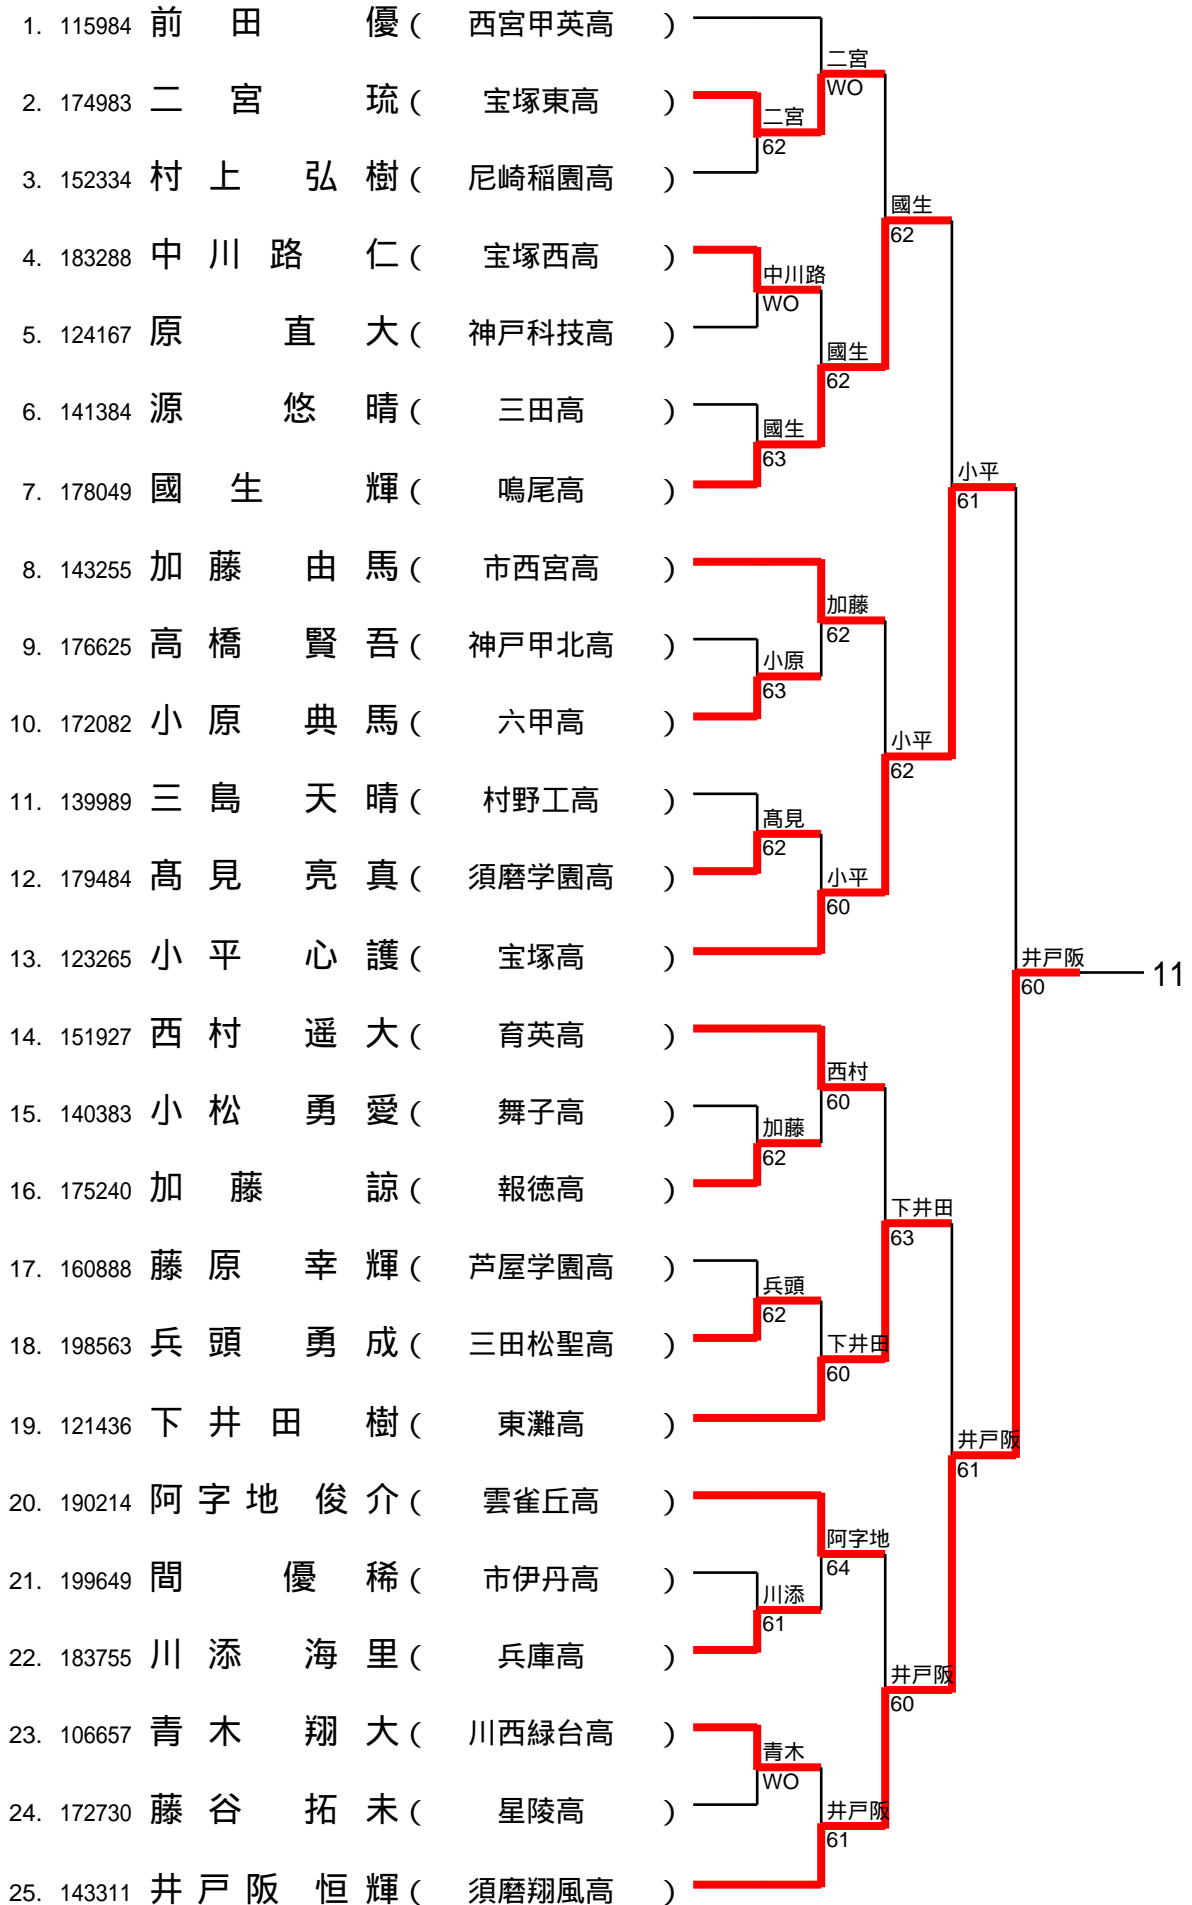 1. 115984 前田 優 ( 西宮甲英高 )
二宮
WO
2. 174983 二宮 琉 ( 宝塚東高 )
二宮
62
3. 152334 村上 弘樹 ( 尼崎稲園高 )
國生
62
4. 183288 中川路 仁 ( 宝塚西高 )
中川路
WO
5. 124167 原 直大 ( 神戸科技高 )
國生
62
6. 141384 源 悠晴 ( 三田高 )
國生
63
7. 178049 國生 輝 ( 鳴尾高 )
小平
61
8. 143255 加藤 由馬 ( 市西宮高 )
加藤
62
9. 176625 高橋 賢吾 ( 神戸甲北高 )
小原
63
10. 172082 小原 典馬 ( 六甲高 )
小平
62
11. 139989 三島 天晴 ( 村野工高 )
髙見
62
12. 179484 髙見 亮真 ( 須磨学園高 )
小平
60
13. 123265 小平 心護 ( 宝塚高 )
井戸阪
60
11
14. 151927 西村 遥大 ( 育英高 )
西村
60
15. 140383 小松 勇愛 ( 舞子高 )
加藤
62
16. 175240 加藤 諒 ( 報徳高 )
下井田
63
17. 160888 藤原 幸輝 ( 芦屋学園高 )
兵頭
62
18. 198563 兵頭 勇成 ( 三田松聖高 )
下井田
60
19. 121436 下井田 樹 ( 東灘高 )
井戸阪
61
20. 190214 阿字地 俊介 ( 雲雀丘高 )
阿字地
64
21. 199649 間 優稀 ( 市伊丹高 )
川添
61
22. 183755 川添 海里 ( 兵庫高 )
井戸阪
60
23. 106657 青木 翔大 ( 川西緑台高 )
青木
WO
24. 172730 藤谷 拓未 ( 星陵高 )
井戸阪
61
25. 143311 井戸阪 恒輝 ( 須磨翔風高 )